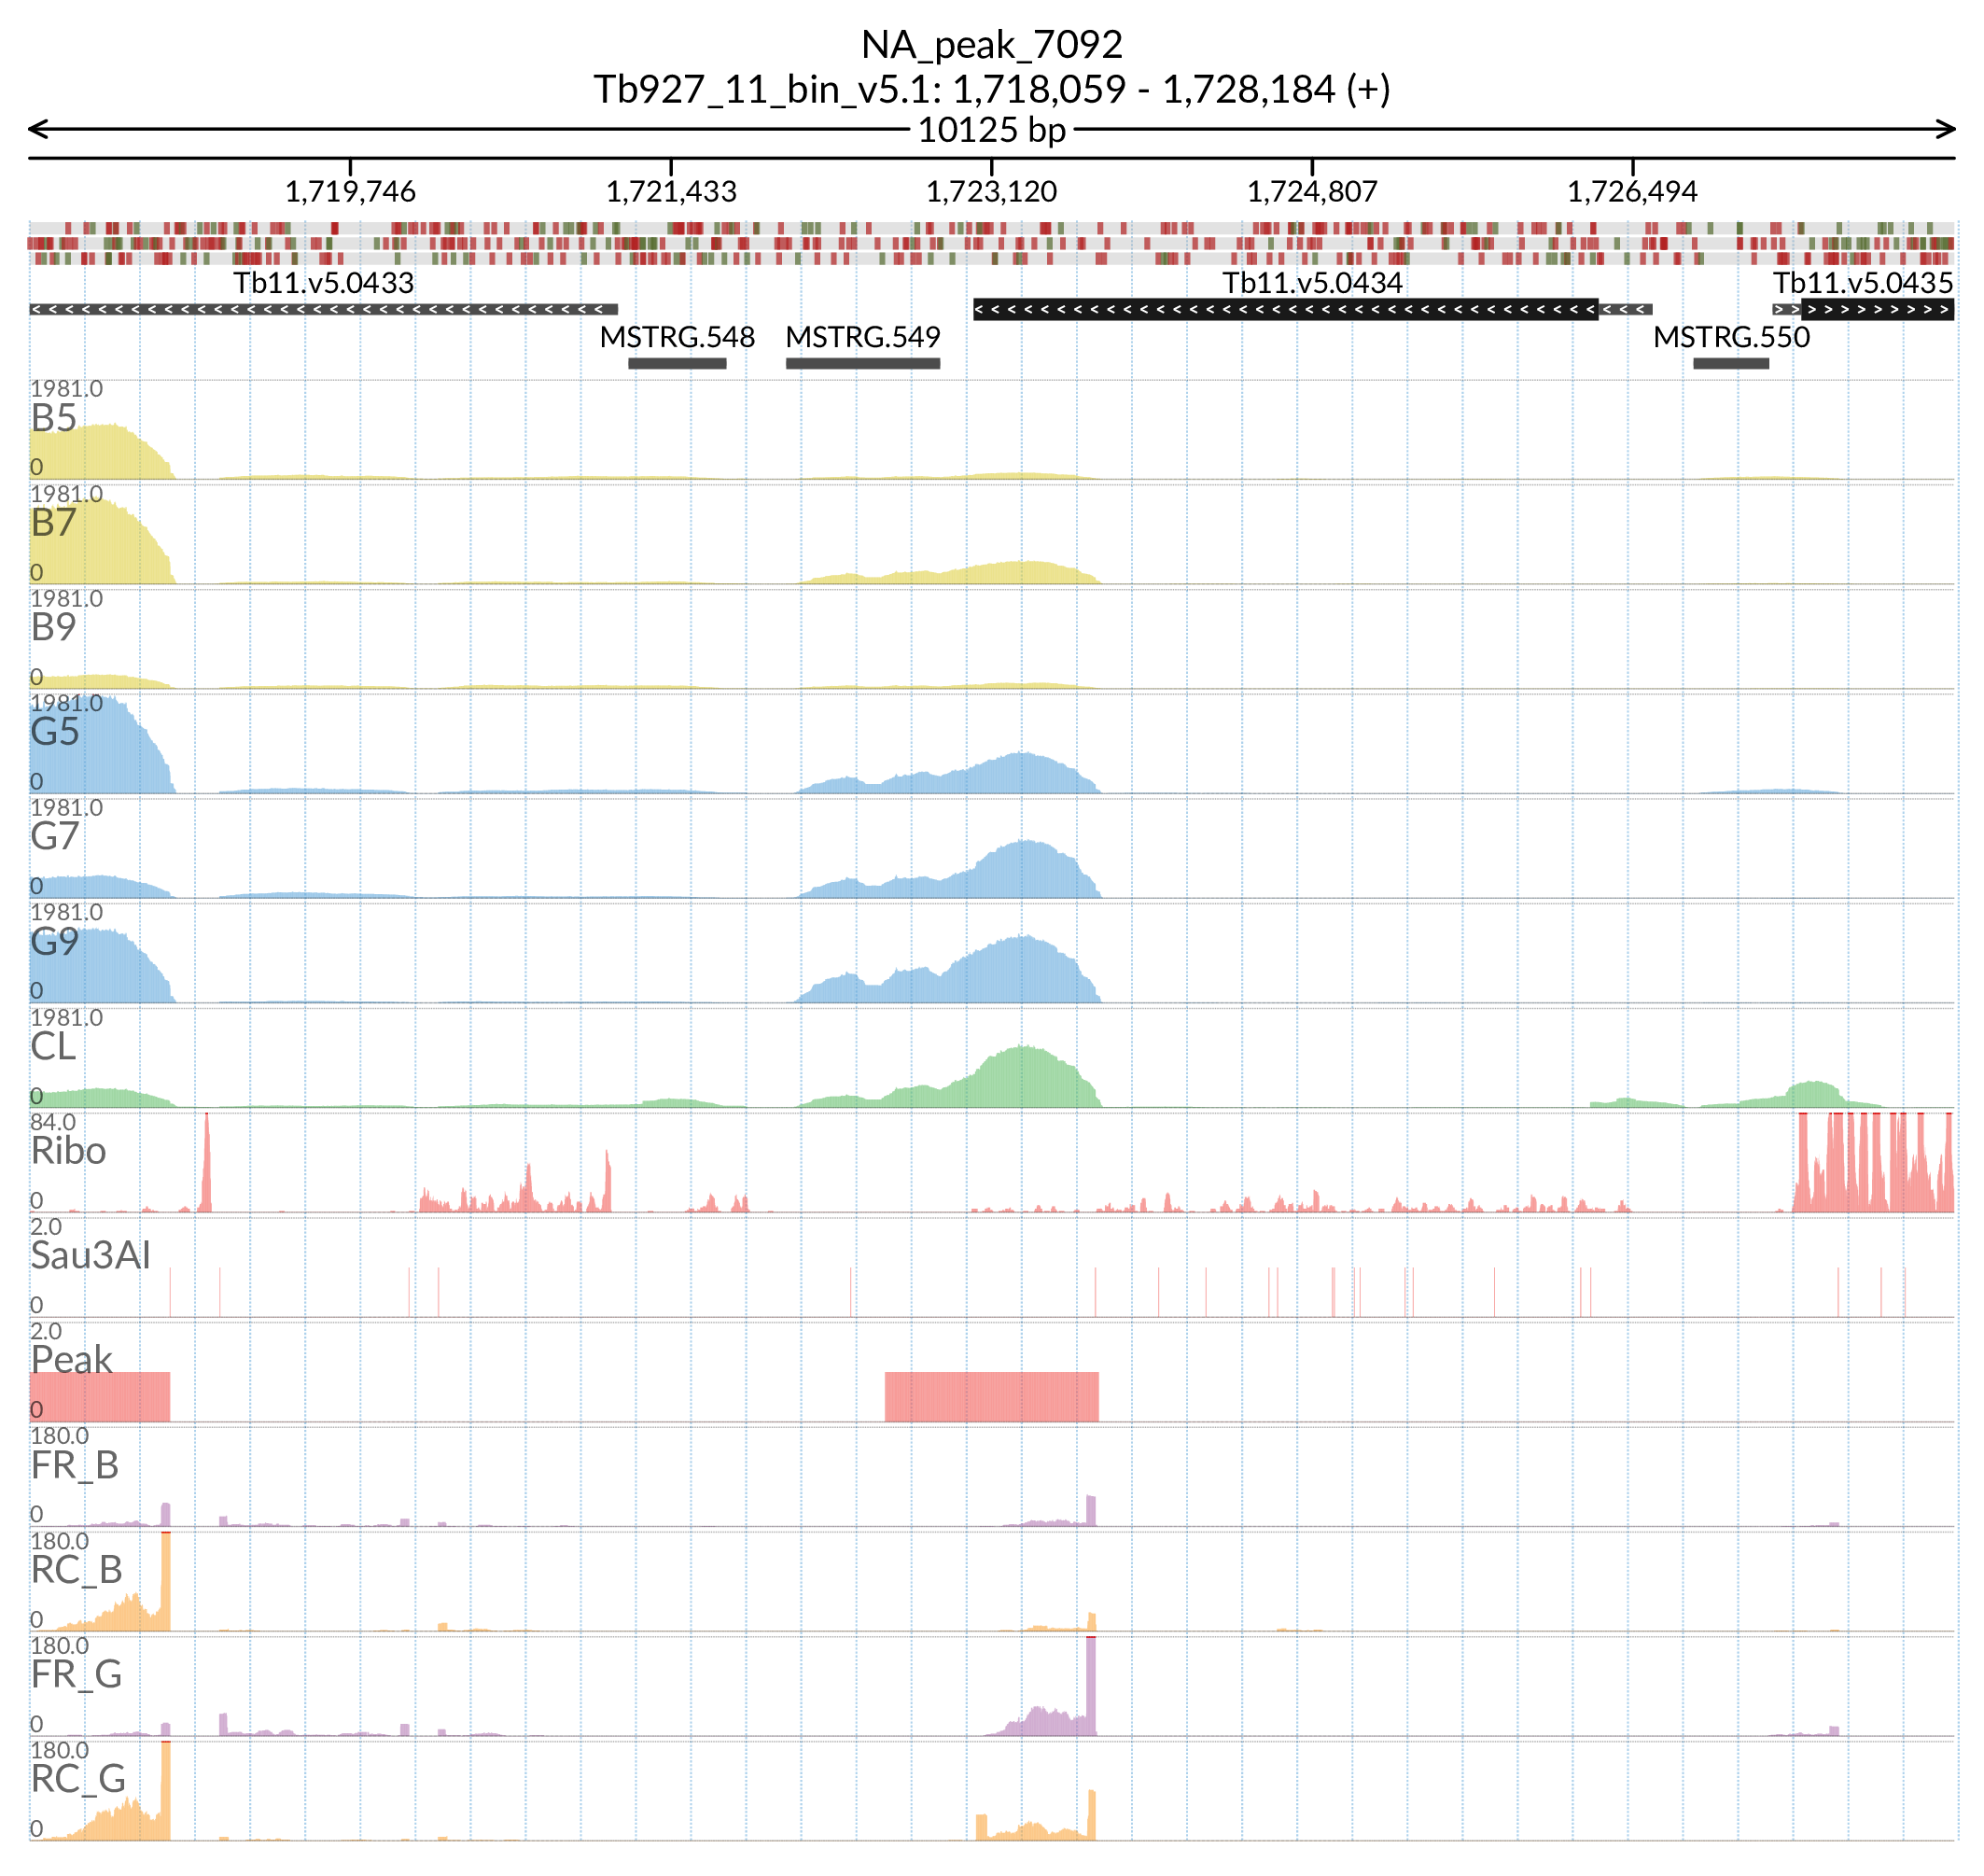 NA_peak_7092
Tb927_11_bin_v5.1: 1,718,059 - 1,728,184 (+)
10125 bp
1,719,746 1,721,433 1,723,120 1,724,807 1,726,494
Tb11.v5.0433 Tb11.v5.0434 Tb11.v5.0435
MSTRG.548 MSTRG.549 MSTRG.550
1981.0
B5
0
1981.0
B7
0
1981.0
B9
0
1981.0
G5
0
1981.0
G7
0
1981.0
G9
0
1981.0
CL
0
84.0
Ribo
0
2.0
Sau3AI
0
2.0
Peak
0
180.0
FR_B
0
180.0
RC_B
0
180.0
FR_G
0
180.0
RC_G
0